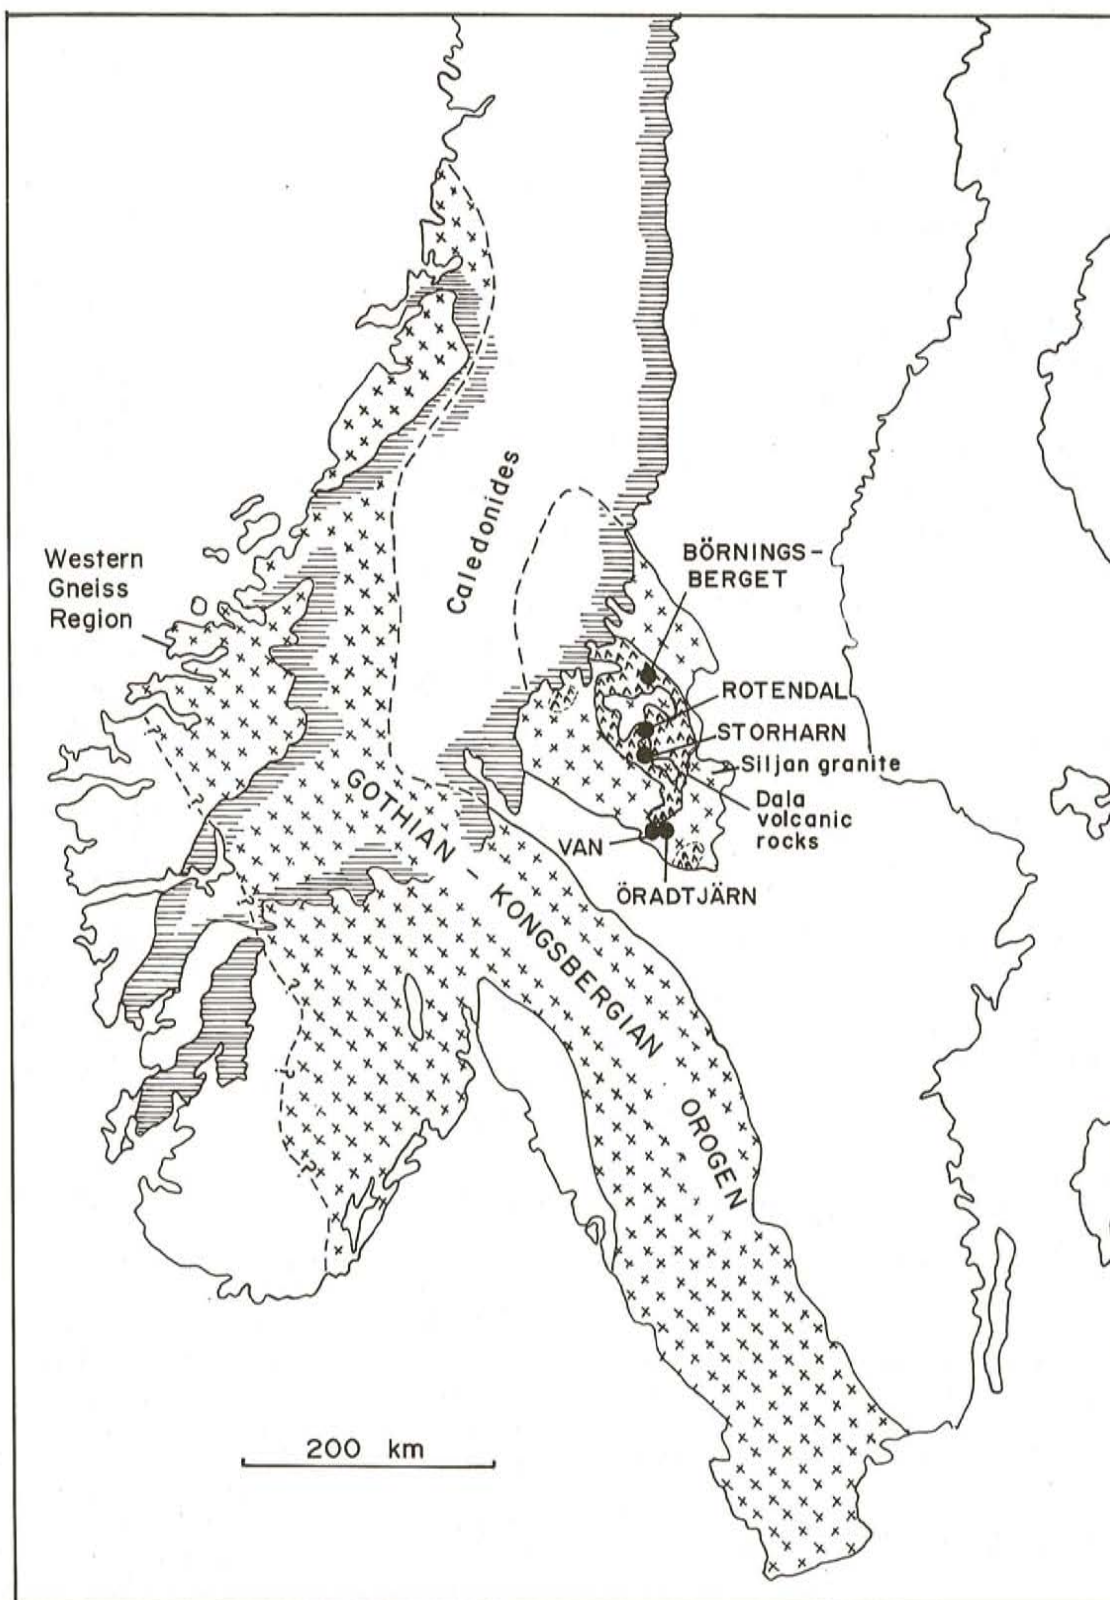 Caledonides
Western
Gneiss
Region
BÖRNINGS-
BERGET
ROTENDAL
STORHARN
Siljan granite
Dala
volcanic
rocks
VAN
ÖRADTJÄRN
GOTHIAN - KONGSBERGIAN OROGEN
?
?
?
?
?
?
200 km